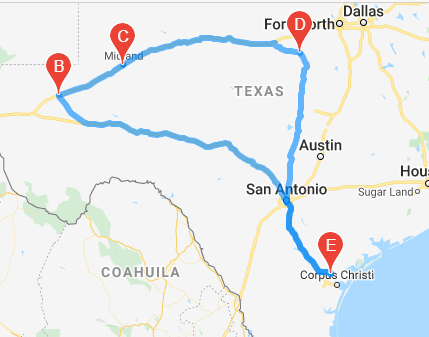 Dallas
D
Fort Worth
C
Midland
B
TEXAS
Austin
Hous
San Antonio
Sugar Land
E
COAHUILA
Corpus Christi